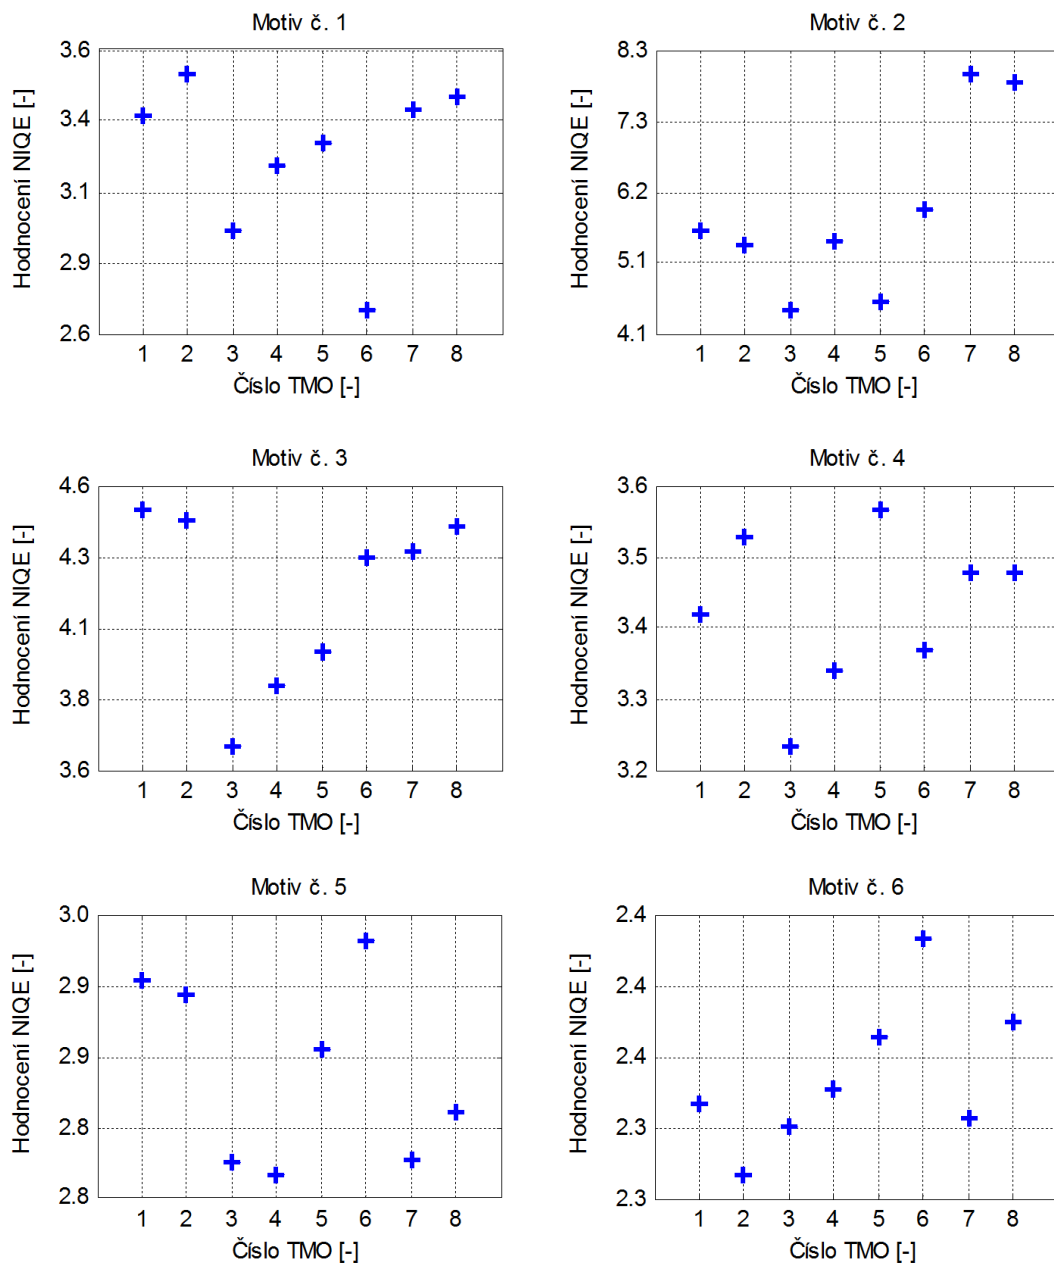 Motiv č. 1
Hodnocení NIQE [-]
3.6
3.4
3.1
2.9
2.6
1 2 3 4 5 6 7 8
Číslo TMO [-]
Motiv č. 2
Hodnocení NIQE [-]
8.3
7.3
6.2
5.1
4.1
1 2 3 4 5 6 7 8
Číslo TMO [-]
Motiv č. 3
Hodnocení NIQE [-]
4.6
4.3
4.1
3.8
3.6
1 2 3 4 5 6 7 8
Číslo TMO [-]
Motiv č. 4
Hodnocení NIQE [-]
3.6
3.5
3.4
3.3
3.2
1 2 3 4 5 6 7 8
Číslo TMO [-]
Motiv č. 5
Hodnocení NIQE [-]
3.0
2.9
2.9
2.8
2.8
1 2 3 4 5 6 7 8
Číslo TMO [-]
Motiv č. 6
Hodnocení NIQE [-]
2.4
2.4
2.4
2.3
2.3
1 2 3 4 5 6 7 8
Číslo TMO [-]